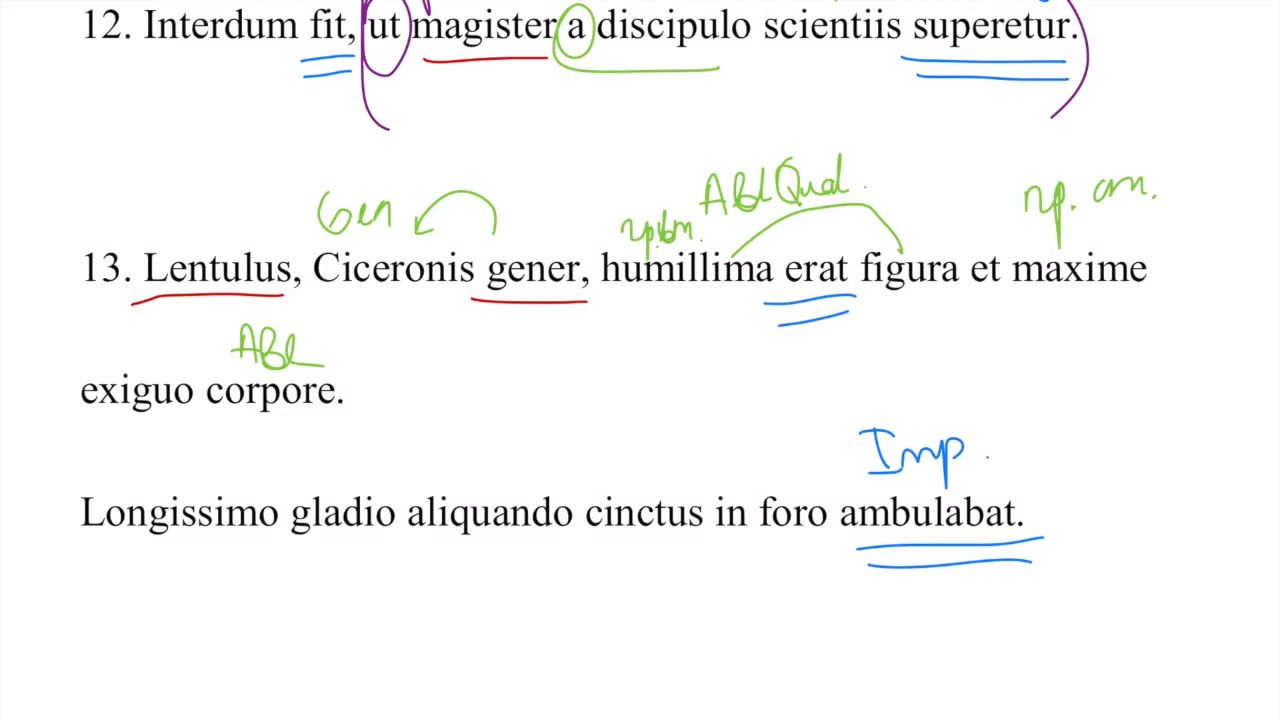 12. Interdum fit, ut magister a discipulo scientiis superetur.
Gen Abl Qual.
13. Lentulus, Ciceronis gener, humillima erat figura et maxime
Abl
exiguo corpore.
Imp.
Longissimo gladio aliquando cinctus in foro ambulabat.